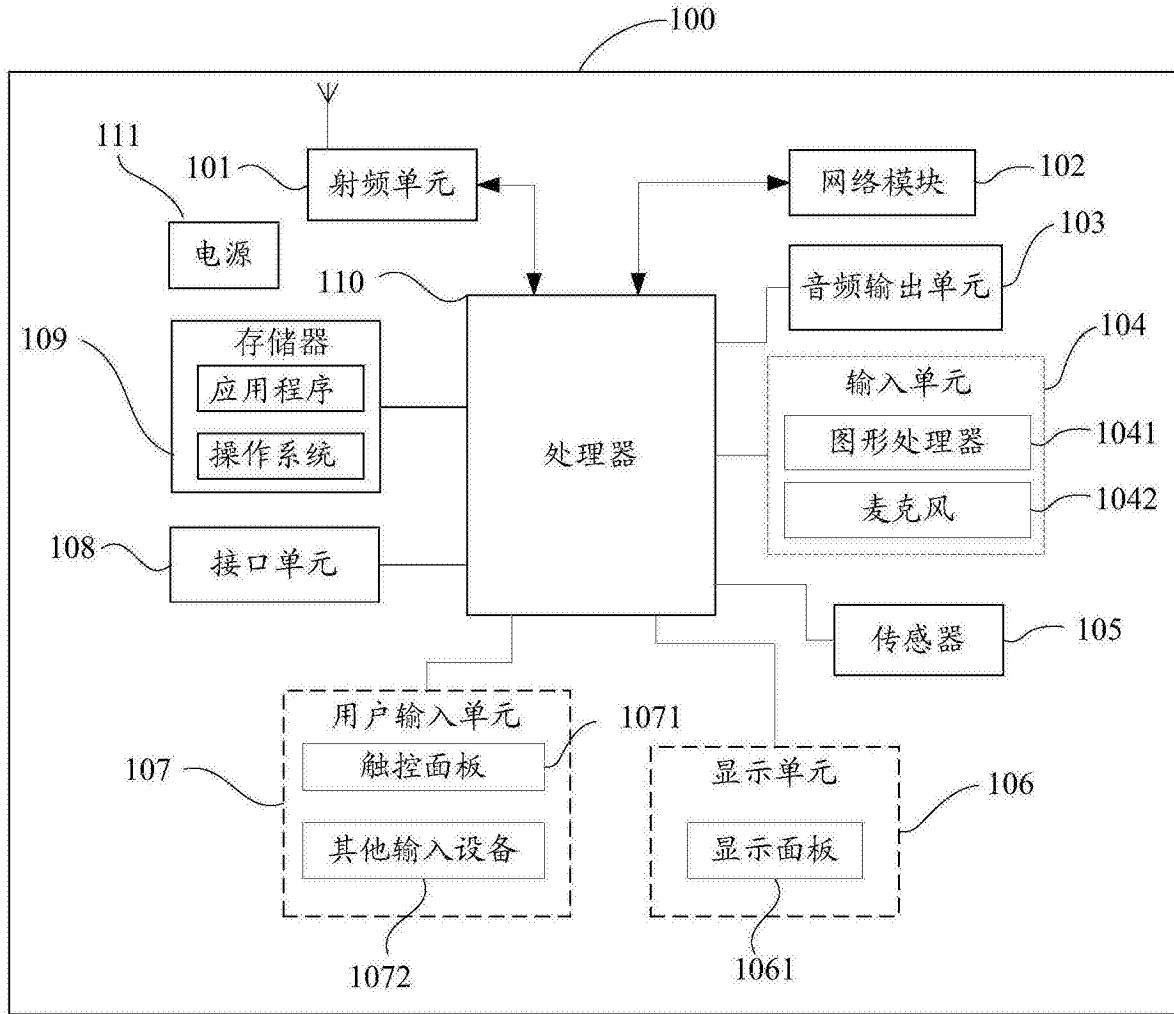 100
111
101
射频单元
网络模块
102
电源
110
音频输出单元
103
109
存储器
应用程序
操作系统
处理器
输入单元
104
图形处理器
1041
麦克风
1042
108
接口单元
传感器
105
107
用户输入单元
触控面板
1071
其他输入设备
1072
显示单元
106
显示面板
1061